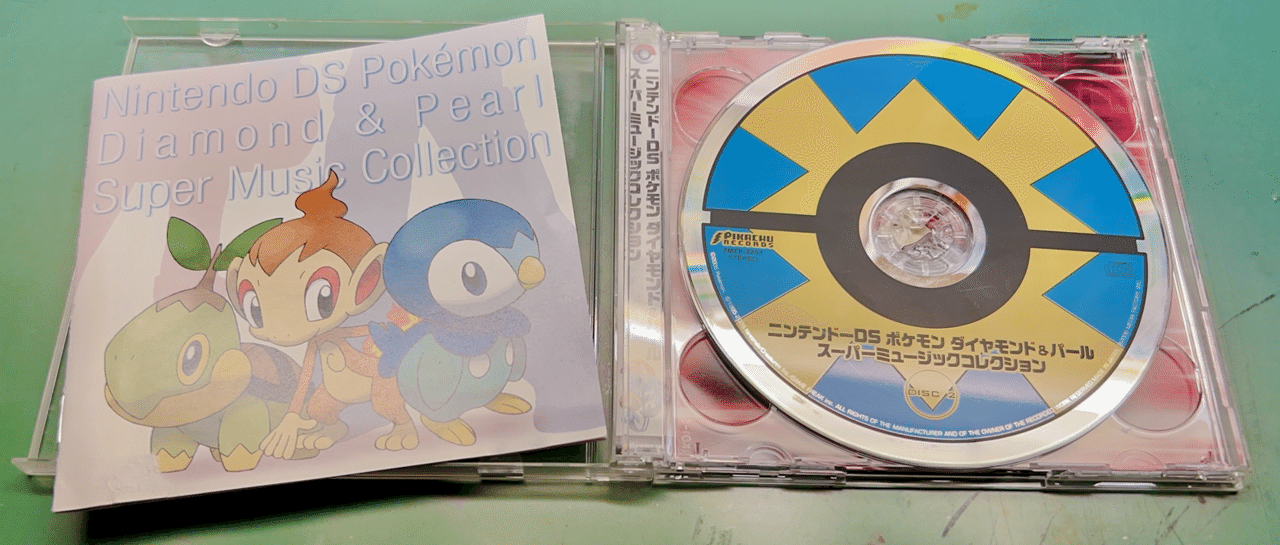 Nintendo DS Pokémon
Diamond & Pearl
Super Music Collection
ニンテンドーDS ポケモン ダイヤモンド
スーパーミュージックコレクション
PIKACHU
RECORDS
ニンテンドーDS ポケモン ダイヤモンド&パール
スーパーミュージックコレクション
DISC 2
ALL RIGHTS OF THE MANUFACTURER AND OF THE OWNER OF THE RECORDED